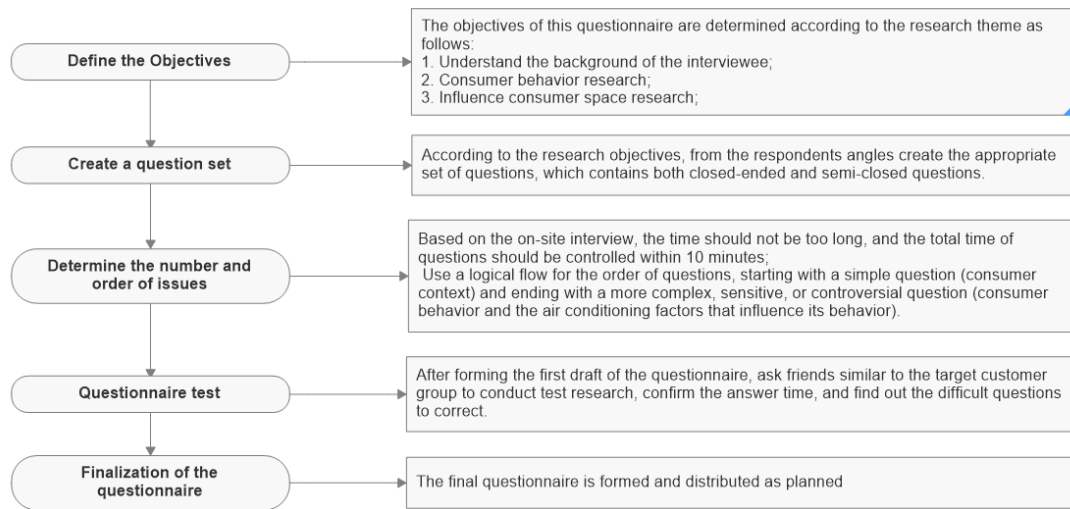 Define the Objectives
The objectives of this questionnaire are determined according to the research theme as
follows:
1. Understand the background of the interviewee;
2. Consumer behavior research;
3. Influence consumer space research;
Create a question set
According to the research objectives, from the respondents angles create the appropriate
set of questions, which contains both closed-ended and semi-closed questions.
Determine the number and
order of issues
Based on the on-site interview, the time should not be too long, and the total time of
questions should be controlled within 10 minutes;
Use a logical flow for the order of questions, starting with a simple question (consumer
context) and ending with a more complex, sensitive, or controversial question (consumer
behavior and the air conditioning factors that influence its behavior).
Questionnaire test
After forming the first draft of the questionnaire, ask friends similar to the target customer
group to conduct test research, confirm the answer time, and find out the difficult questions
to correct.
Finalization of the
questionnaire
The final questionnaire is formed and distributed as planned